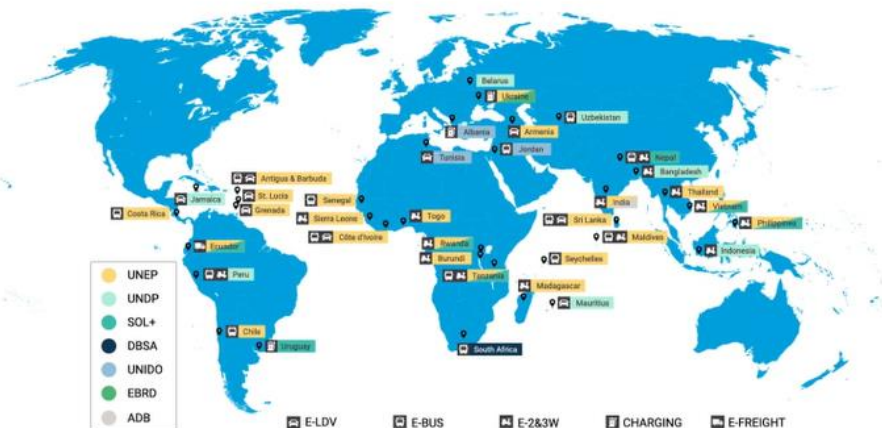 Belarus
Ukraine
Uzbekistan
Albania
Armenia
Tunisia
Jordan
Nepal
Bangladesh
Antigua & Barbuda
Jamaica
St. Lucia
Grenada
Costa Rica
Senegal
Sierra Leone
Togo
Côte d'Ivoire
India
Thailand
Vietnam
Sri Lanka
Philippines
Maldives
Indonesia
Ecuador
Rwanda
Burundi
Seychelles
Peru
Tanzania
Madagascar
Mauritius
Chile
Uruguay
South Africa
UNEP
UNDP
SOL+
DBSA
UNIDO
EBRD
ADB
E-LDV
E-BUS
E-2&3W
CHARGING
E-FREIGHT